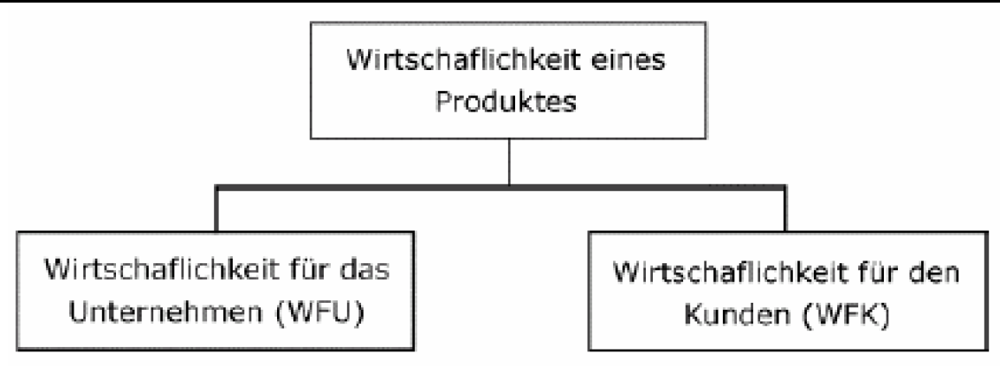 Wirtschaflichkeit eines
Produktes
Wirtschaflichkeit für das
Unternehmen (WFU)
Wirtschaflichkeit für den
Kunden (WFK)